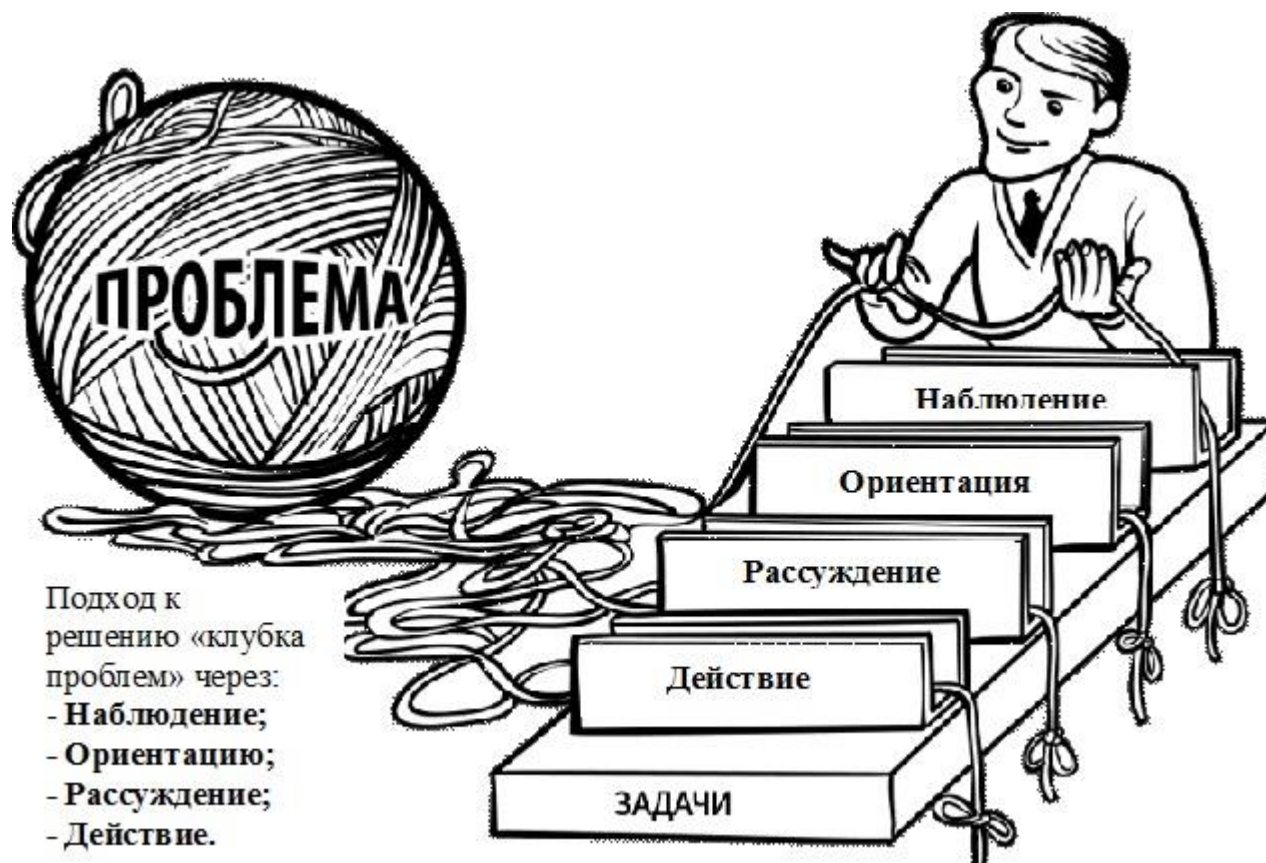 ПРОБЛЕМА
Наблюдение
Ориентация
Рассуждение
Действие
ЗАДАЧИ
Подход к
решению «клубка
проблем» через:
- Наблюдение;
- Ориентацию;
- Рассуждение;
- Действие.